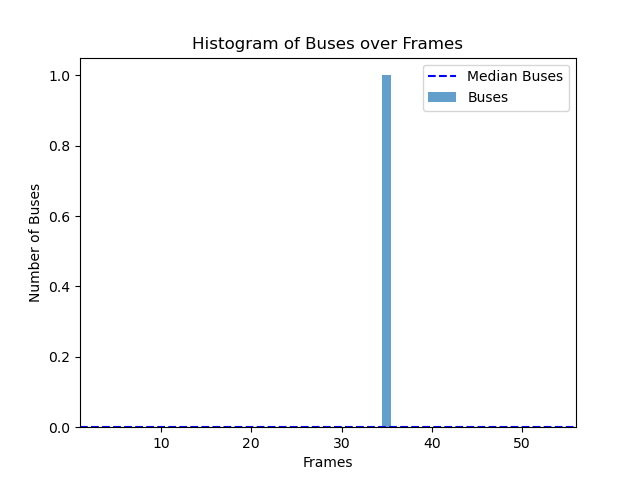 Histogram of Buses over Frames
Median Buses
Buses
1.0
0.8
0.6
0.4
0.2
0.0
Number of Buses
10 20 30 40 50
Frames